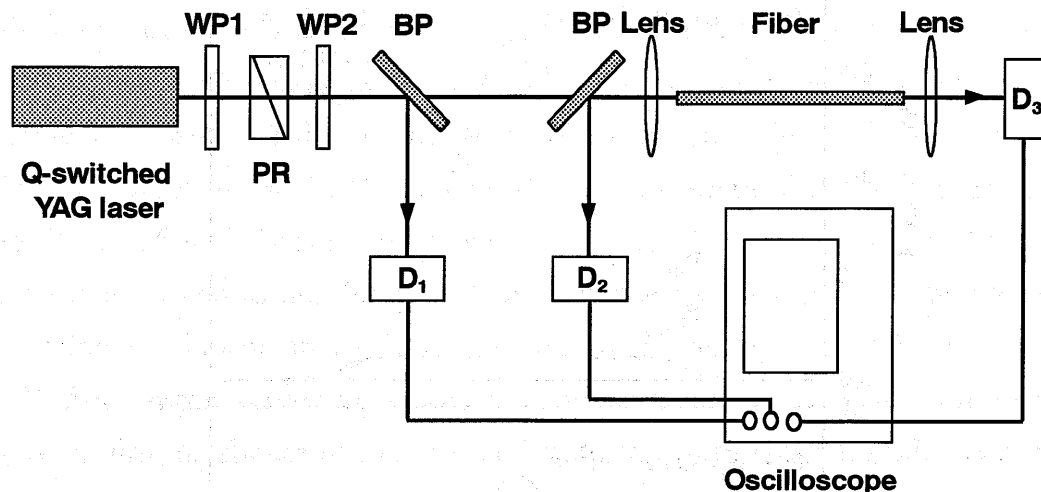 WP1
WP2
BP
BP
Lens
Fiber
Lens
D₃
Q-switched
YAG laser
PR
D₁
D₂
Oscilloscope